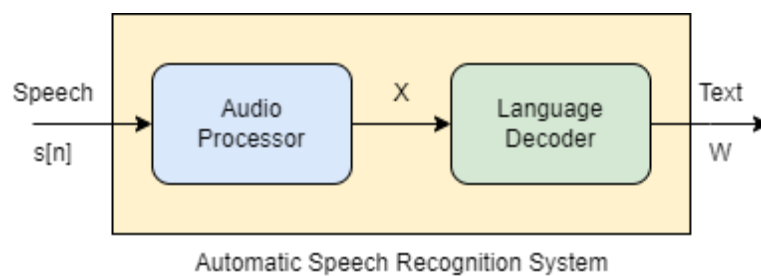 Speech
s[n]
Audio
Processor
X
Language
Decoder
Text
W
Automatic Speech Recognition System